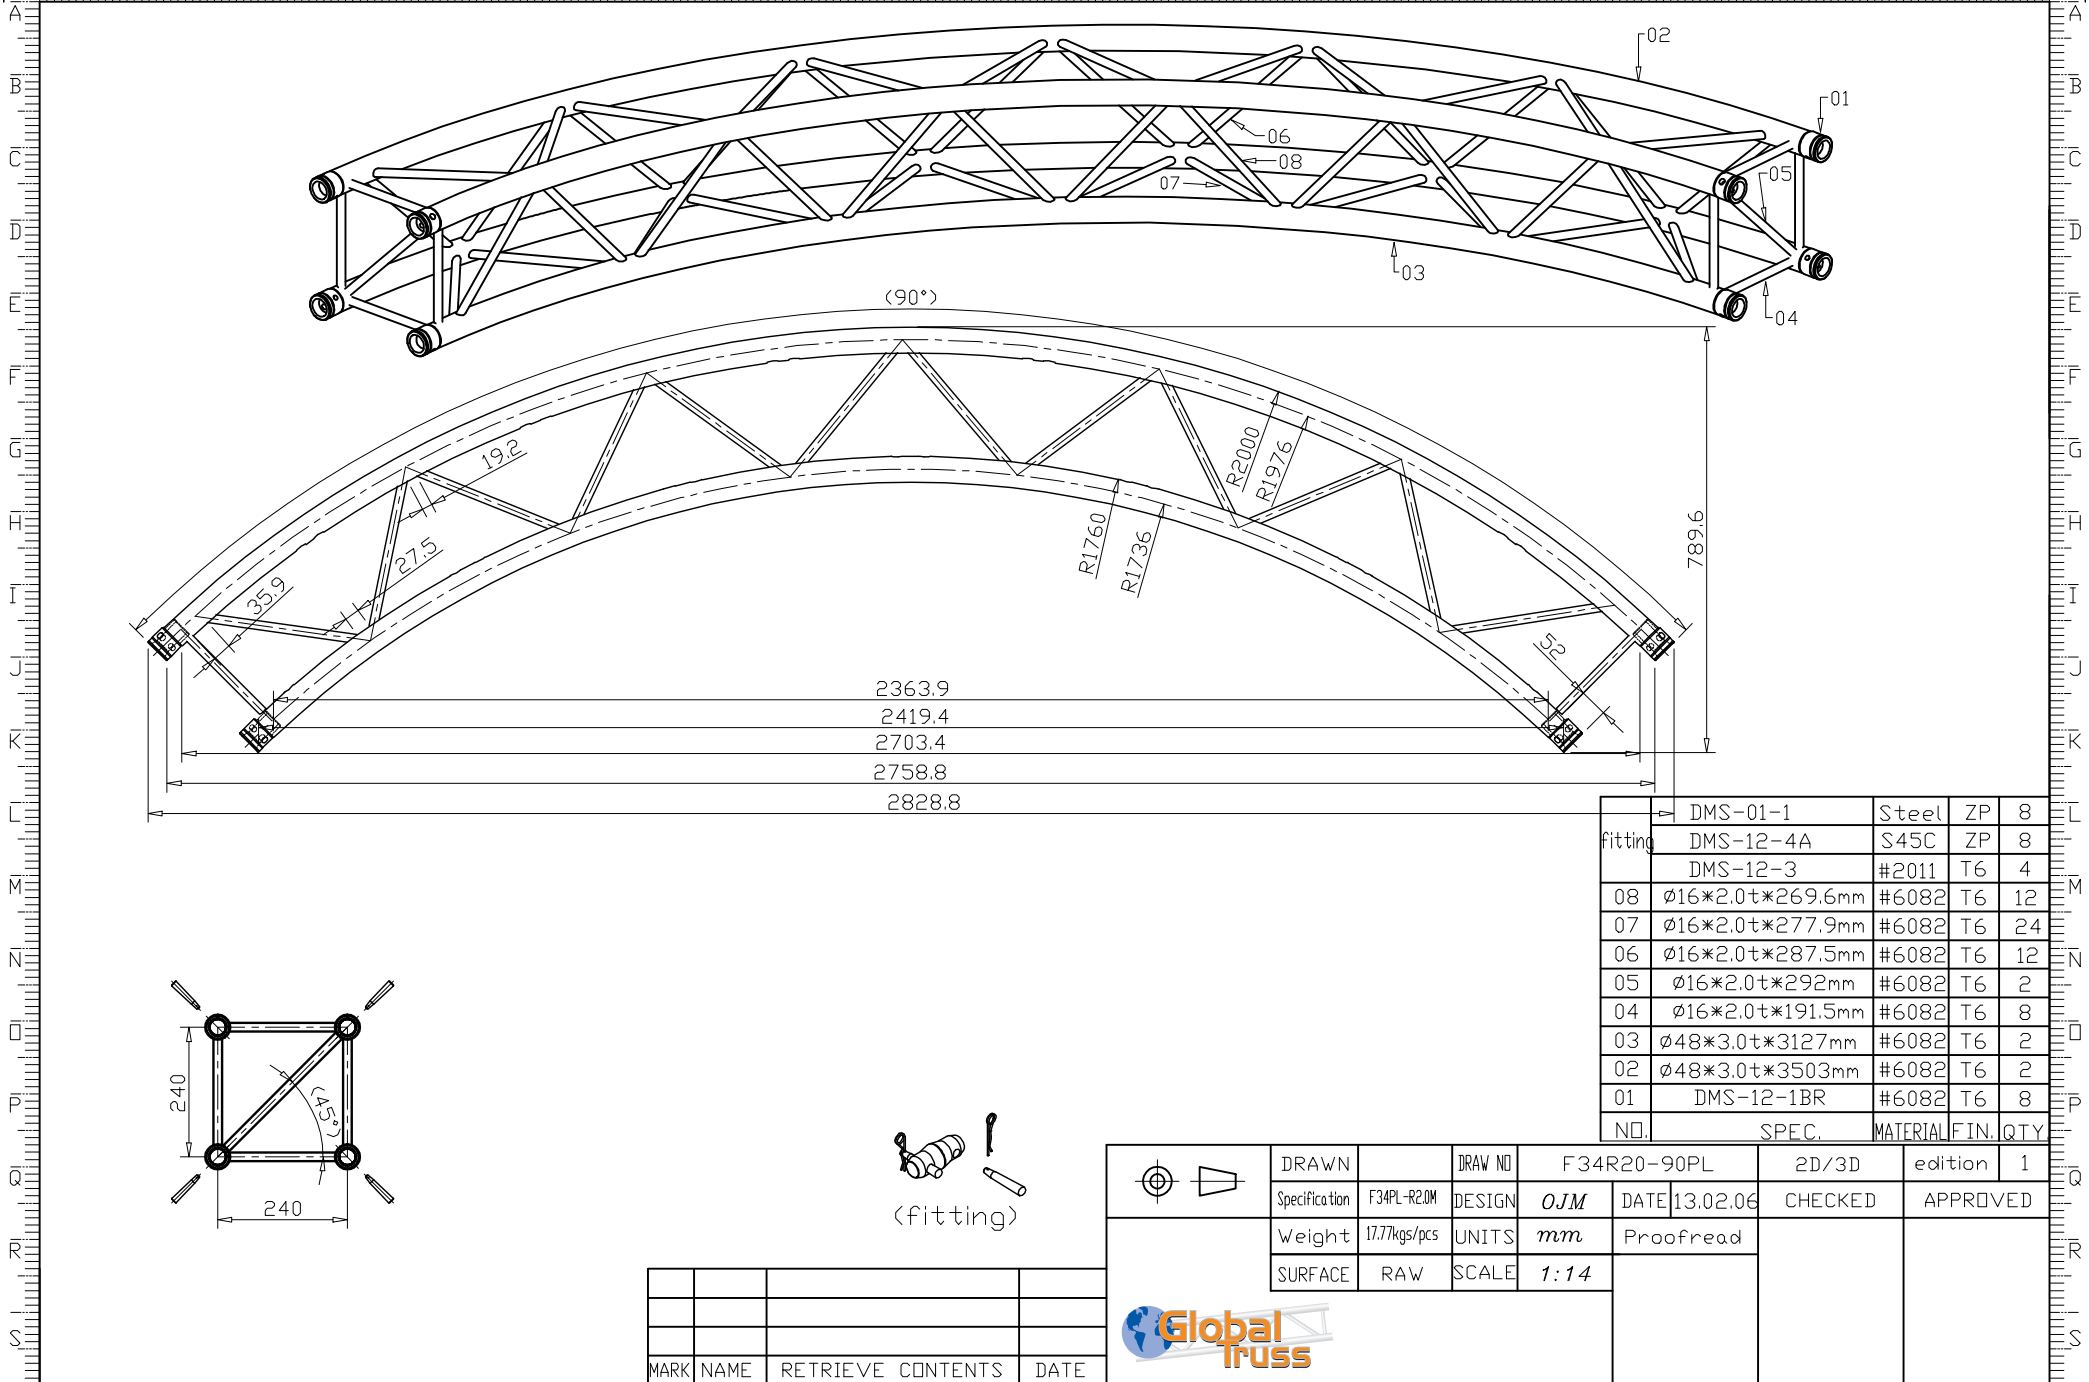 A
A
B
B
C
C
D
D
E
E
F
F
G
G
H
H
I
I
J
J
K
K
L
L
M
M
N
N
O
O
P
P
Q
Q
R
R
S
S
02
01
06
08
07
05
03
04
(90°)
19.2
27.5
35.9
R2000
R1976
R1760
R1736
789.6
52
2363.9
2419.4
2703.4
2758.8
2828.8
240
(45°)
240
(fitting)
fitting DMS-01-1 Steel ZP 8
DMS-12-4A S45C ZP 8
DMS-12-3 #2011 T6 4
08 Ø16*2.0t*269.6mm #6082 T6 12
07 Ø16*2.0t*277.9mm #6082 T6 24
06 Ø16*2.0t*287.5mm #6082 T6 12
05 Ø16*2.0t*292mm #6082 T6 2
04 Ø16*2.0t*191.5mm #6082 T6 8
03 Ø48*3.0t*3127mm #6082 T6 2
02 Ø48*3.0t*3503mm #6082 T6 2
01 DMS-12-1BR #6082 T6 8
NO. SPEC. MATERIAL FIN. QTY.
DRAWN DRAW NO F34R20-90PL 2D/3D edition 1
Specification F34PL-R2.0M DESIGN OJM DATE 13.02.06 CHECKED APPROVED
Weight 17.77kgs/pcs UNITS mm Proofread
SURFACE RAW SCALE 1:14
Global
Truss
MARK NAME RETRIEVE CONTENTS DATE